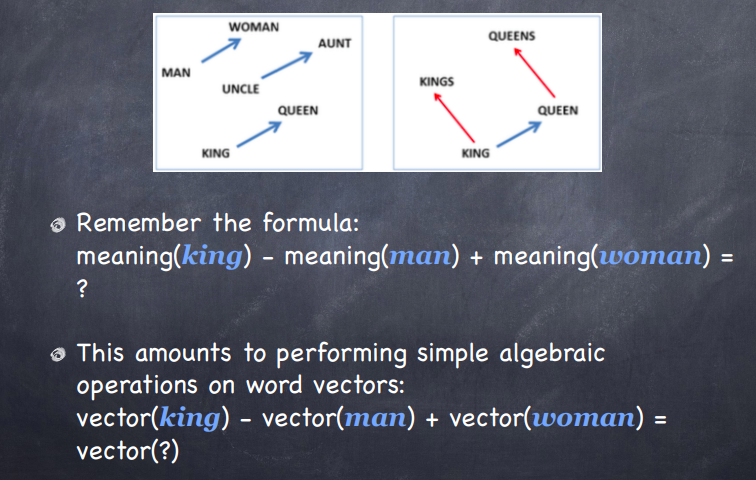 WOMAN
AUNT
MAN
UNCLE
QUEEN
KING
QUEENS
KINGS
QUEEN
KING
Remember the formula:
meaning(king) – meaning(man) + meaning(woman) =
?
This amounts to performing simple algebraic
operations on word vectors:
vector(king) – vector(man) + vector(woman) =
vector(?)